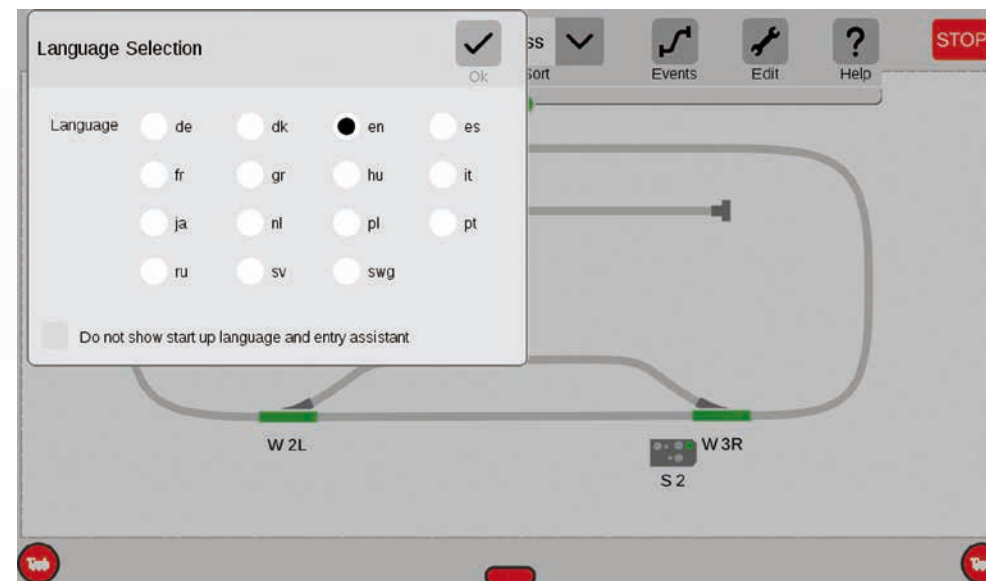 Language Selection
Ok
ss
sort
Events
Edit
Help
STOP
Language
de
dk
en
es
fr
gr
hu
it
ja
nl
pl
pt
ru
sv
swg
Do not show start up language and entry assistant
W 2L
W 3R
S 2